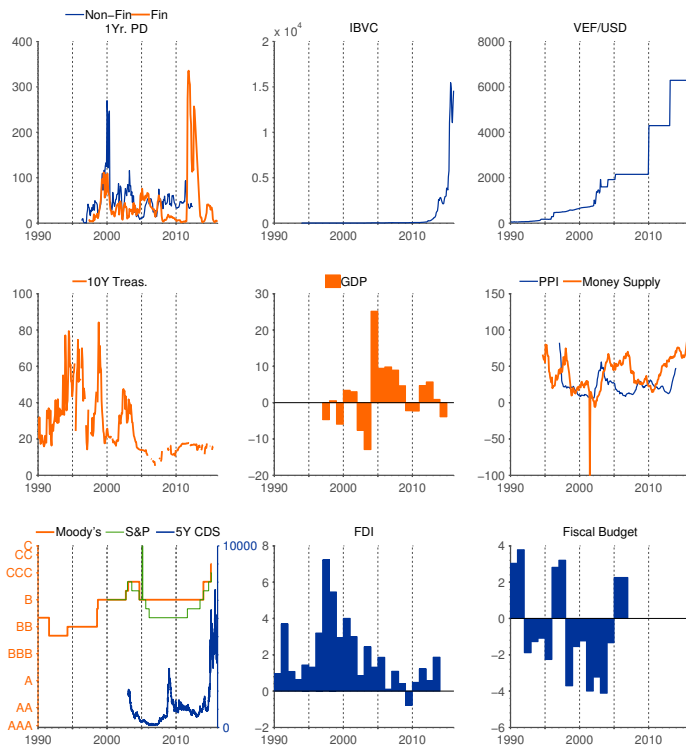 Non−Fin Fin
1Yr. PD
400
300
200
100
0
1990 2000 2010
IBVC
2 x 10⁴
1.5
1
0.5
0
1990 2000 2010
VEF/USD
8000
6000
4000
2000
0
1990 2000 2010
10Y Treas.
100
80
60
40
20
0
1990 2000 2010
GDP
30
20
10
0
−10
−20
1990 2000 2010
PPI Money Supply
150
100
50
0
−50
−100
1990 2000 2010
Moody's S&P 5Y CDS
C
CC
CCC
B
BB
BBB
A
AA
AAA
10000
0
1990 2000 2010
FDI
8
6
4
2
0
−2
1990 2000 2010
Fiscal Budget
4
2
0
−2
−4
−6
1990 2000 2010